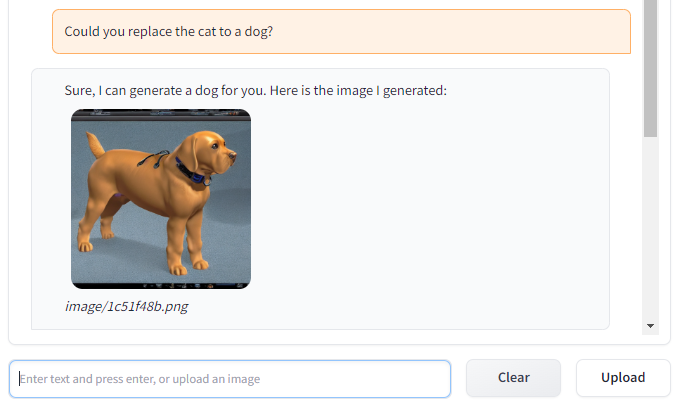 Could you replace the cat to a dog?
Sure, I can generate a dog for you. Here is the image I generated:
image/1c51f48b.png
Enter text and press enter, or upload an image
Clear
Upload